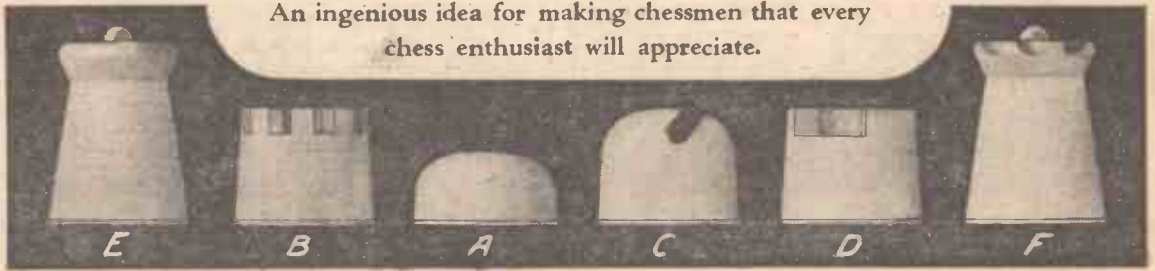 An ingenious idea for making chessmen that every
chess enthusiast will appreciate.
E B A C D F